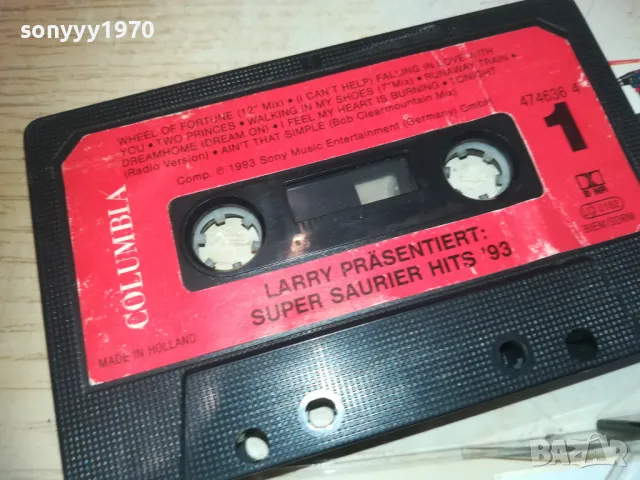 sonyyy1970
WHEEL OF FORTUNE (12" Mix) • (I CAN'T HELP) FALLING IN LOVE WITH
YOU • TWO PRINCES • WALKING IN MY SHOES (7" Mix) • RUNAWAY TRAIN •
DREAMHOME (DREAM ON) • I FEEL MY HEART IS BURNING • TONIGHT
(Radio Version) • AIN'T THAT SIMPLE (Bob Clearmountain Mix)
Comp. ℗ 1993 Sony Music Entertainment (Germany) GmbH
474636 4
1
B NR
BIEM/
COLUMBIA
LARRY PRÄSENTIERT:
SUPER SAURIER HITS '93
MADE IN HOLLAND
BAZAR